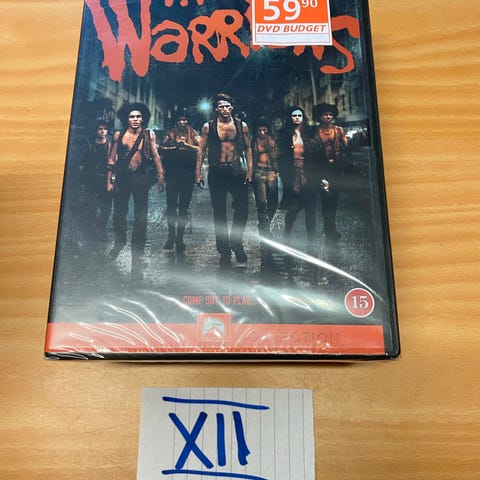 59 90
DVD BUDGET
WARRIORS
COME OUT TO PLAY...
15
XII